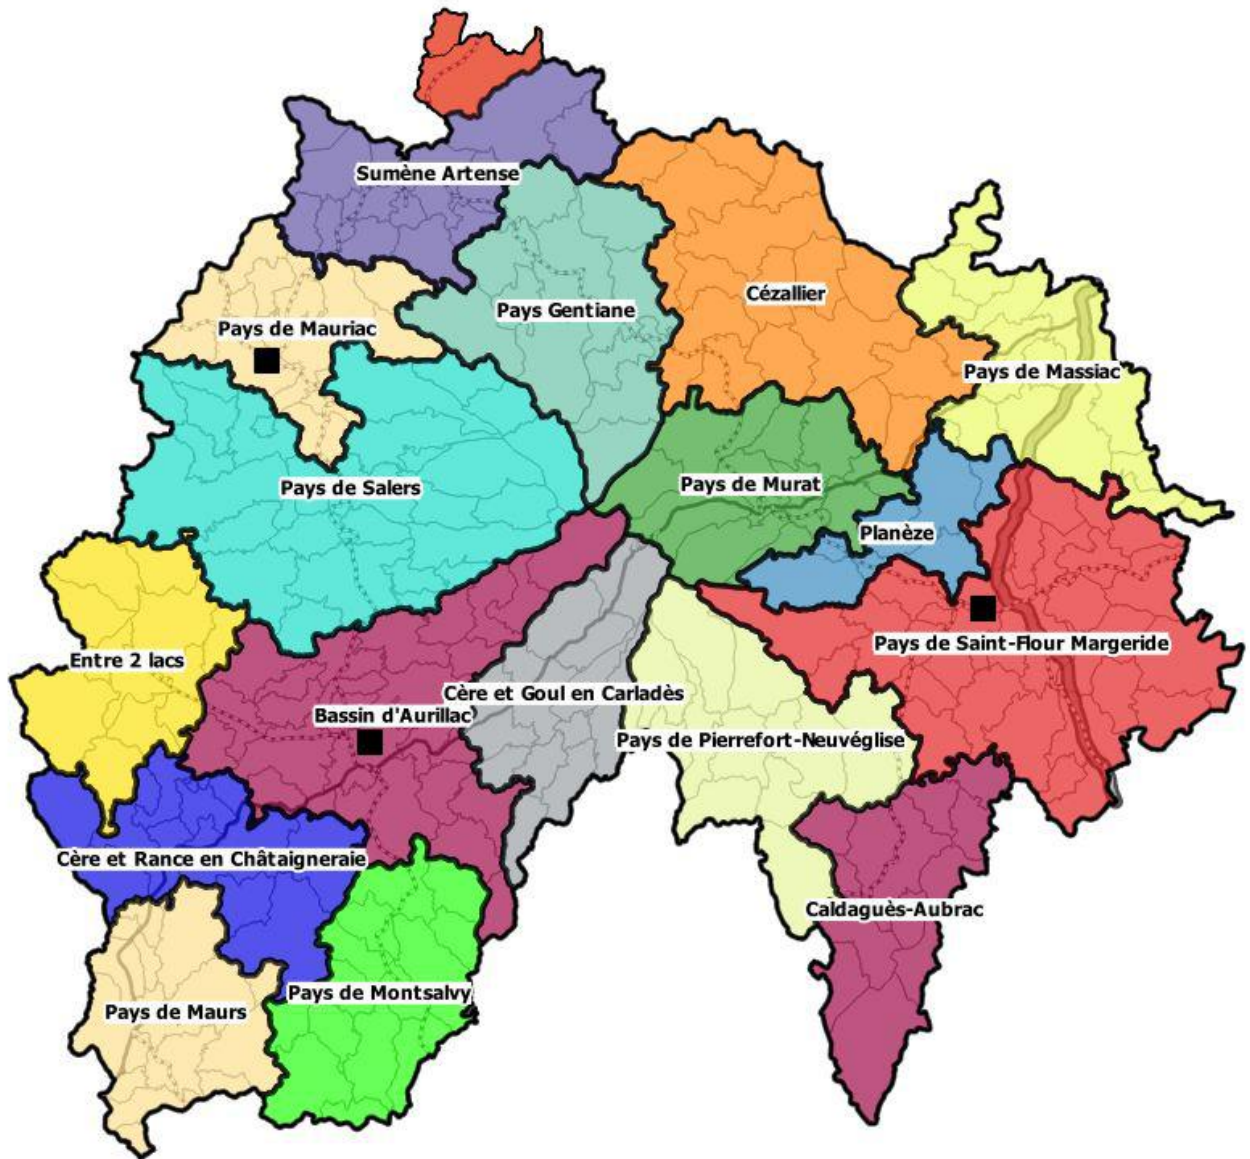 Sumène Artense
Cézallier
Pays Gentiane
Pays de Mauriac
Pays de Massiac
Pays de Murat
Pays de Salers
Planèze
Pays de Saint-Flour Margeride
Entre 2 lacs
Cère et Goul en Carladès
Bassin d'Aurillac
Pays de Pierrefort-Neuvéglise
Cère et Rance en Châtaigneraie
Caldaguès-Aubrac
Pays de Montsalvy
Pays de Maurs